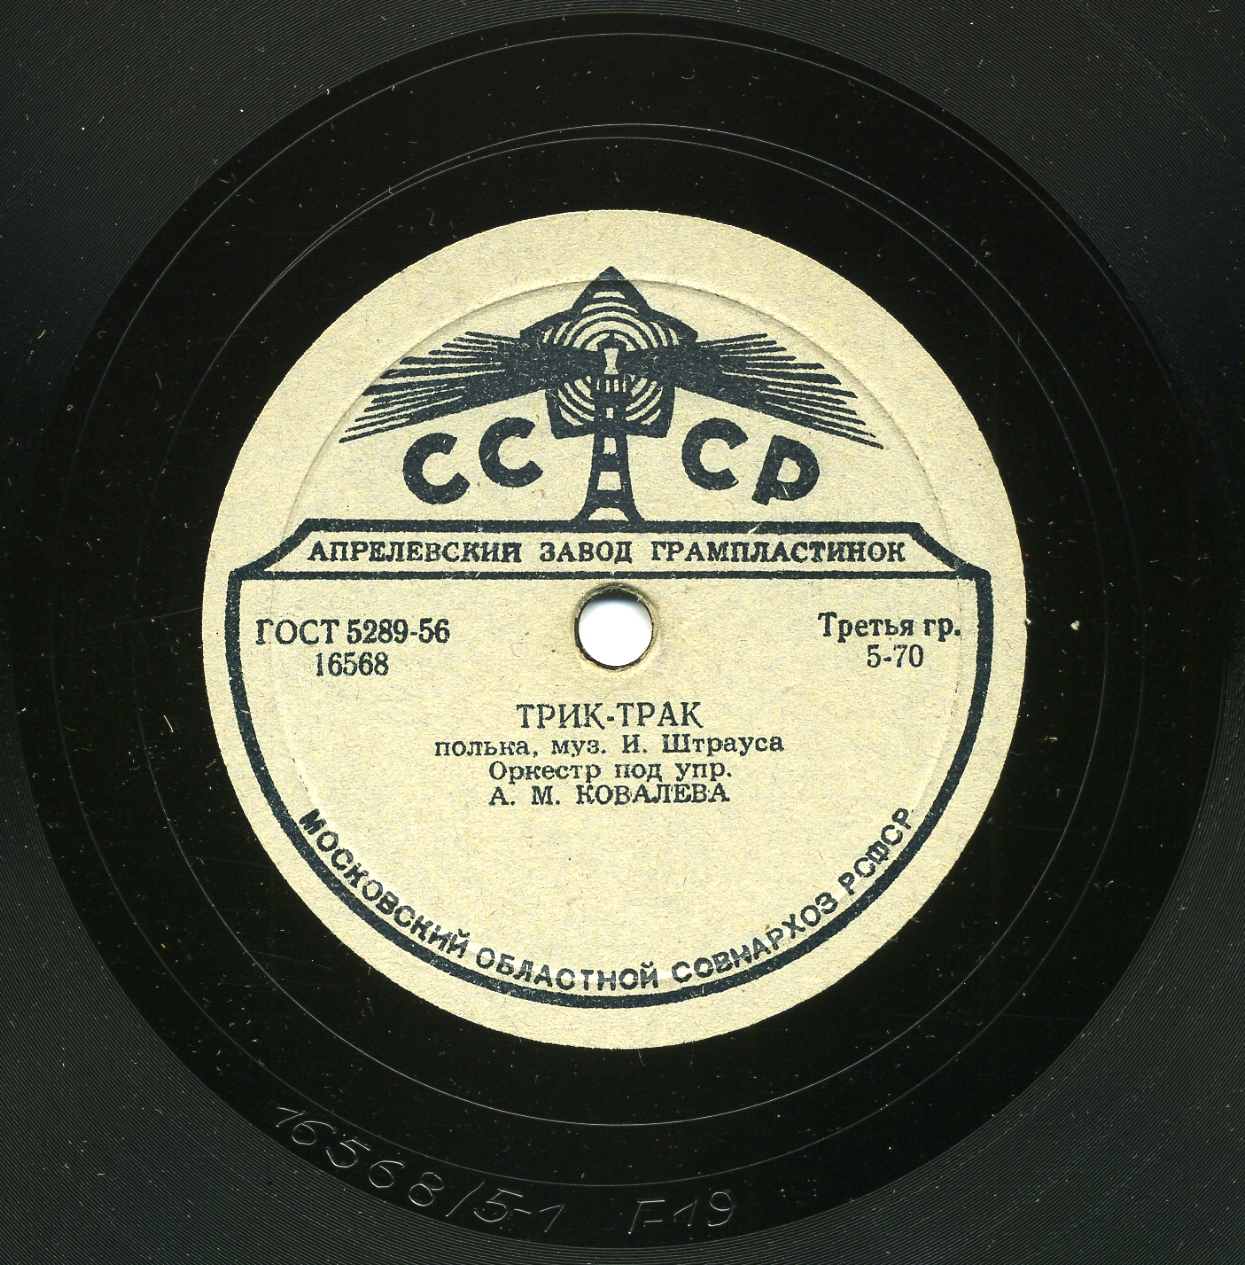 СССР
АПРЕЛЕВСКИЙ ЗАВОД ГРАМПЛАСТИНОК
ГОСТ 5289-56
16568
Третья гр.
5-70
ТРИК-ТРАК
полька, муз. И. Штрауса
Оркестр под упр.
А. М. КОВАЛЕВА
МОСКОВСКИЙ ОБЛАСТНОЙ СОВНАРХОЗ РСФСР
16568/5-1 F-19